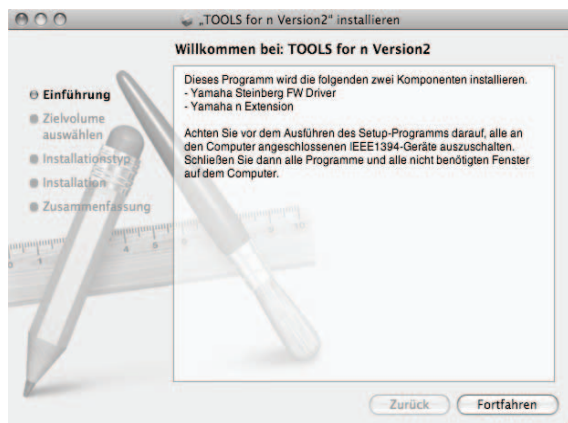 „TOOLS for n Version2“ installieren
Willkommen bei: TOOLS for n Version2
Einführung
Zielvolume
auswählen
Installationstyp
Installation
Zusammenfassung
Dieses Programm wird die folgenden zwei Komponenten installieren.
- Yamaha Steinberg FW Driver
- Yamaha n Extension
Achten Sie vor dem Ausführen des Setup-Programms darauf, alle an
den Computer angeschlossenen IEEE1394-Geräte auszuschalten.
Schließen Sie dann alle Programme und alle nicht benötigten Fenster
auf dem Computer.
Zurück
Fortfahren